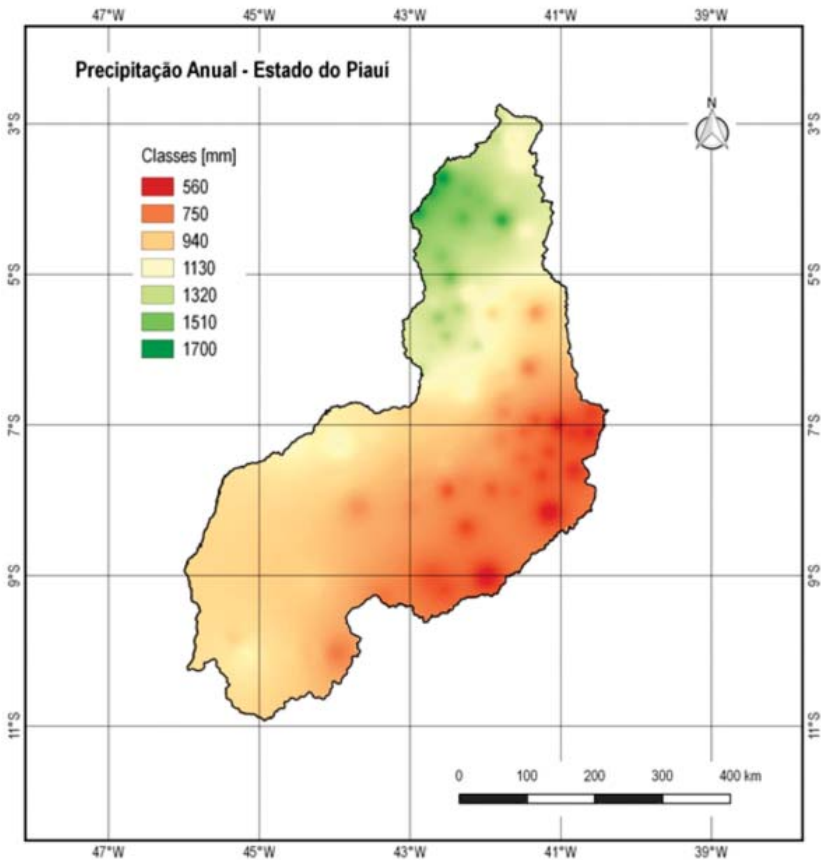 47°W 45°W 43°W 41°W 39°W
Precipitação Anual - Estado do Piauí
N
3°S 3°S
Classes [mm]
560
750
940
1130
1320
1510
1700
5°S 5°S
7°S 7°S
9°S 9°S
11°S 11°S
0 100 200 300 400 km
47°W 45°W 43°W 41°W 39°W